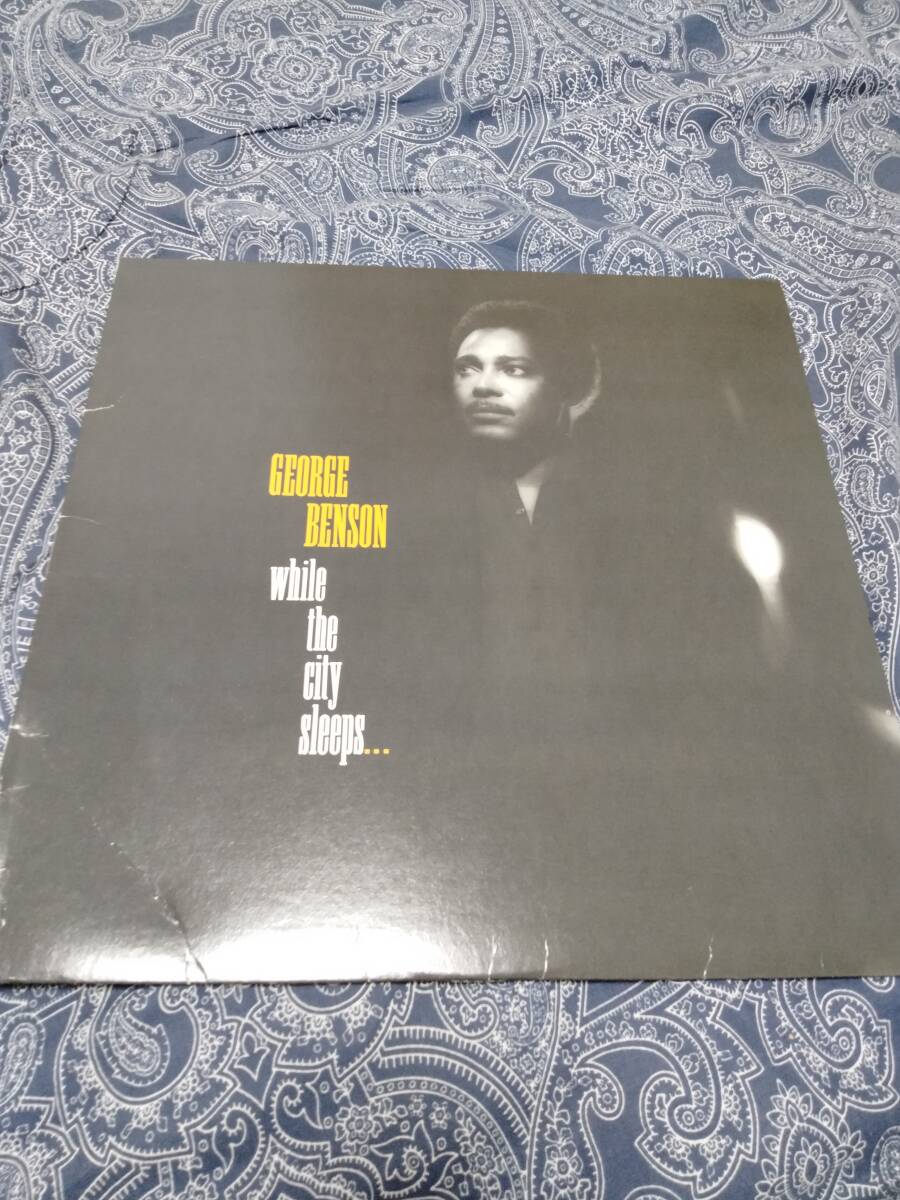 GEORGE
BENSON
while
the
city
sleeps...